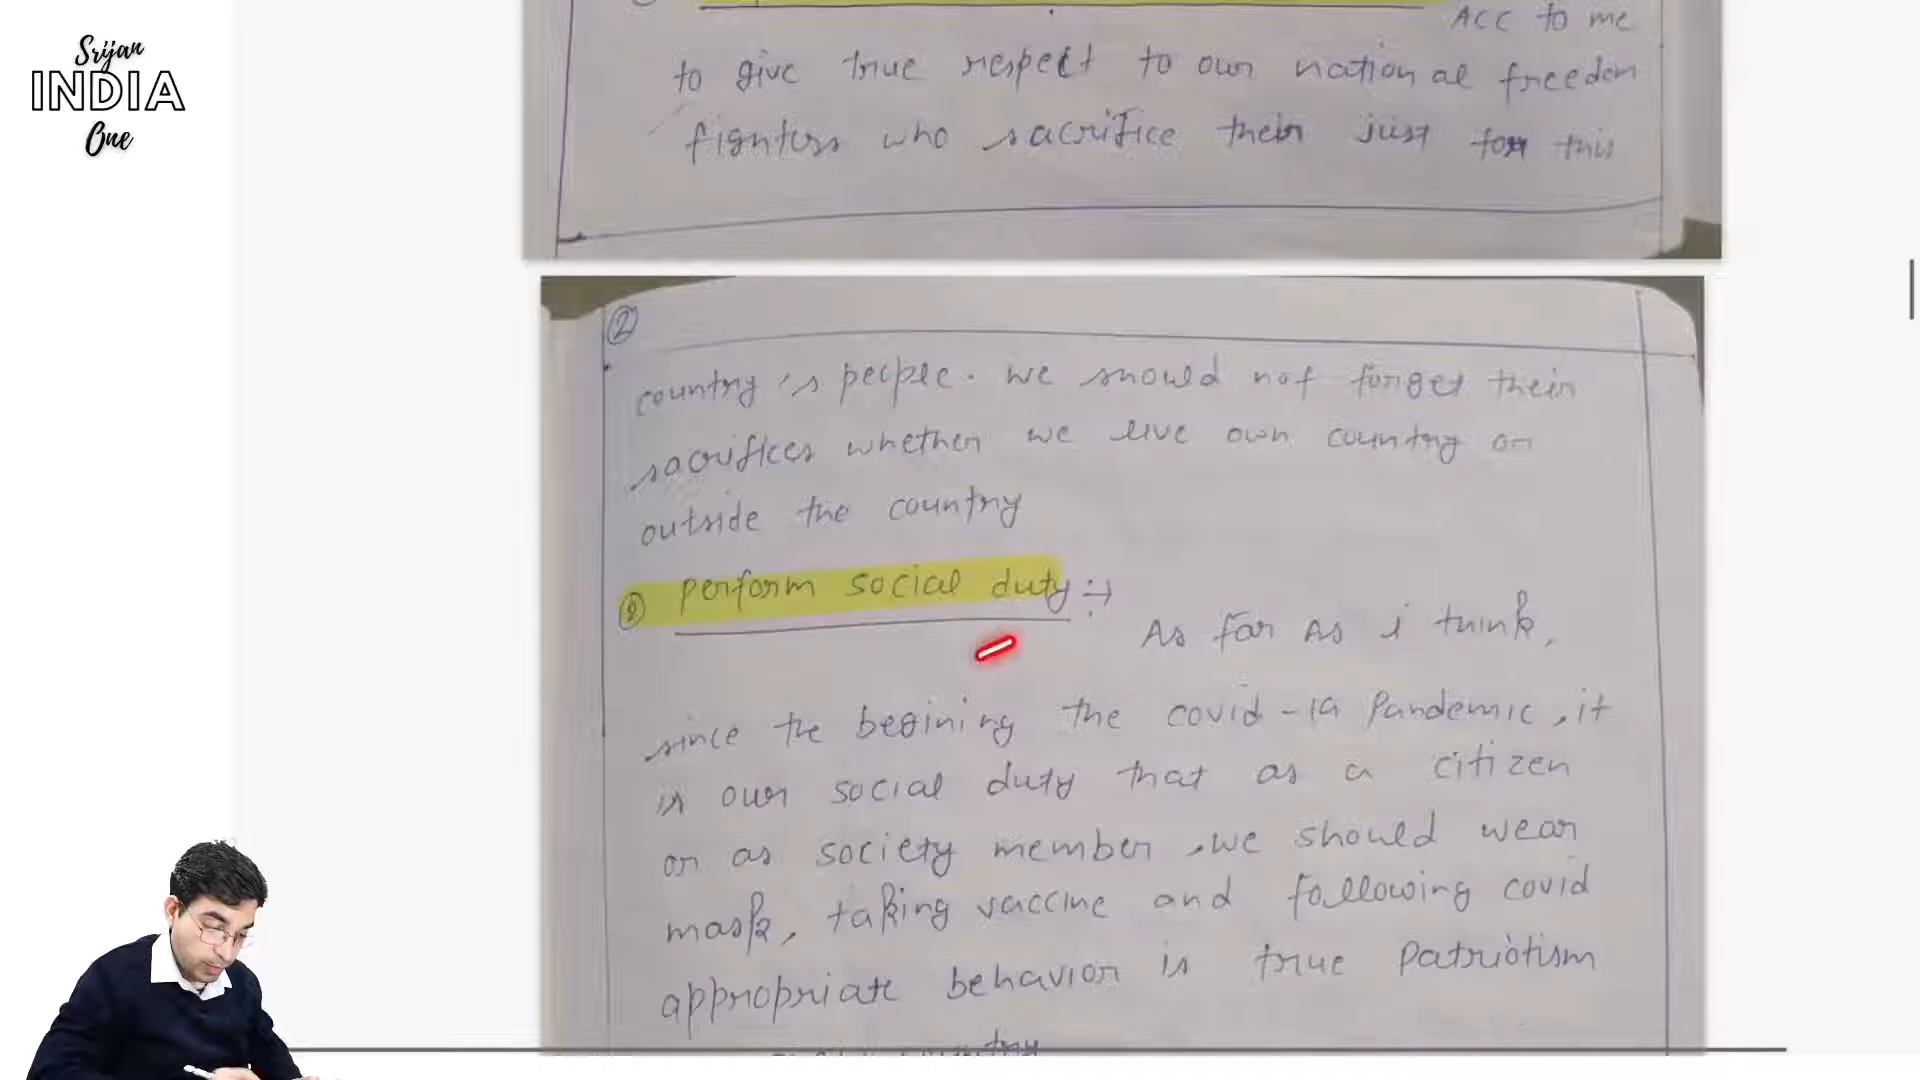 Srijan
INDIA
One
Acc to me
to give true respect to our national freedom
fighters who sacrifice their just for this
②
country's people. we should not forget their
sacrifices whether we live own country or
outside the country
② perform social duty :→
As far As i think,
since the begining the covid-19 Pandemic, it
is our social duty that as a citizen
or as society member, we should wear
mask, taking vaccine and following covid
appropriate behavior is true Patriotism